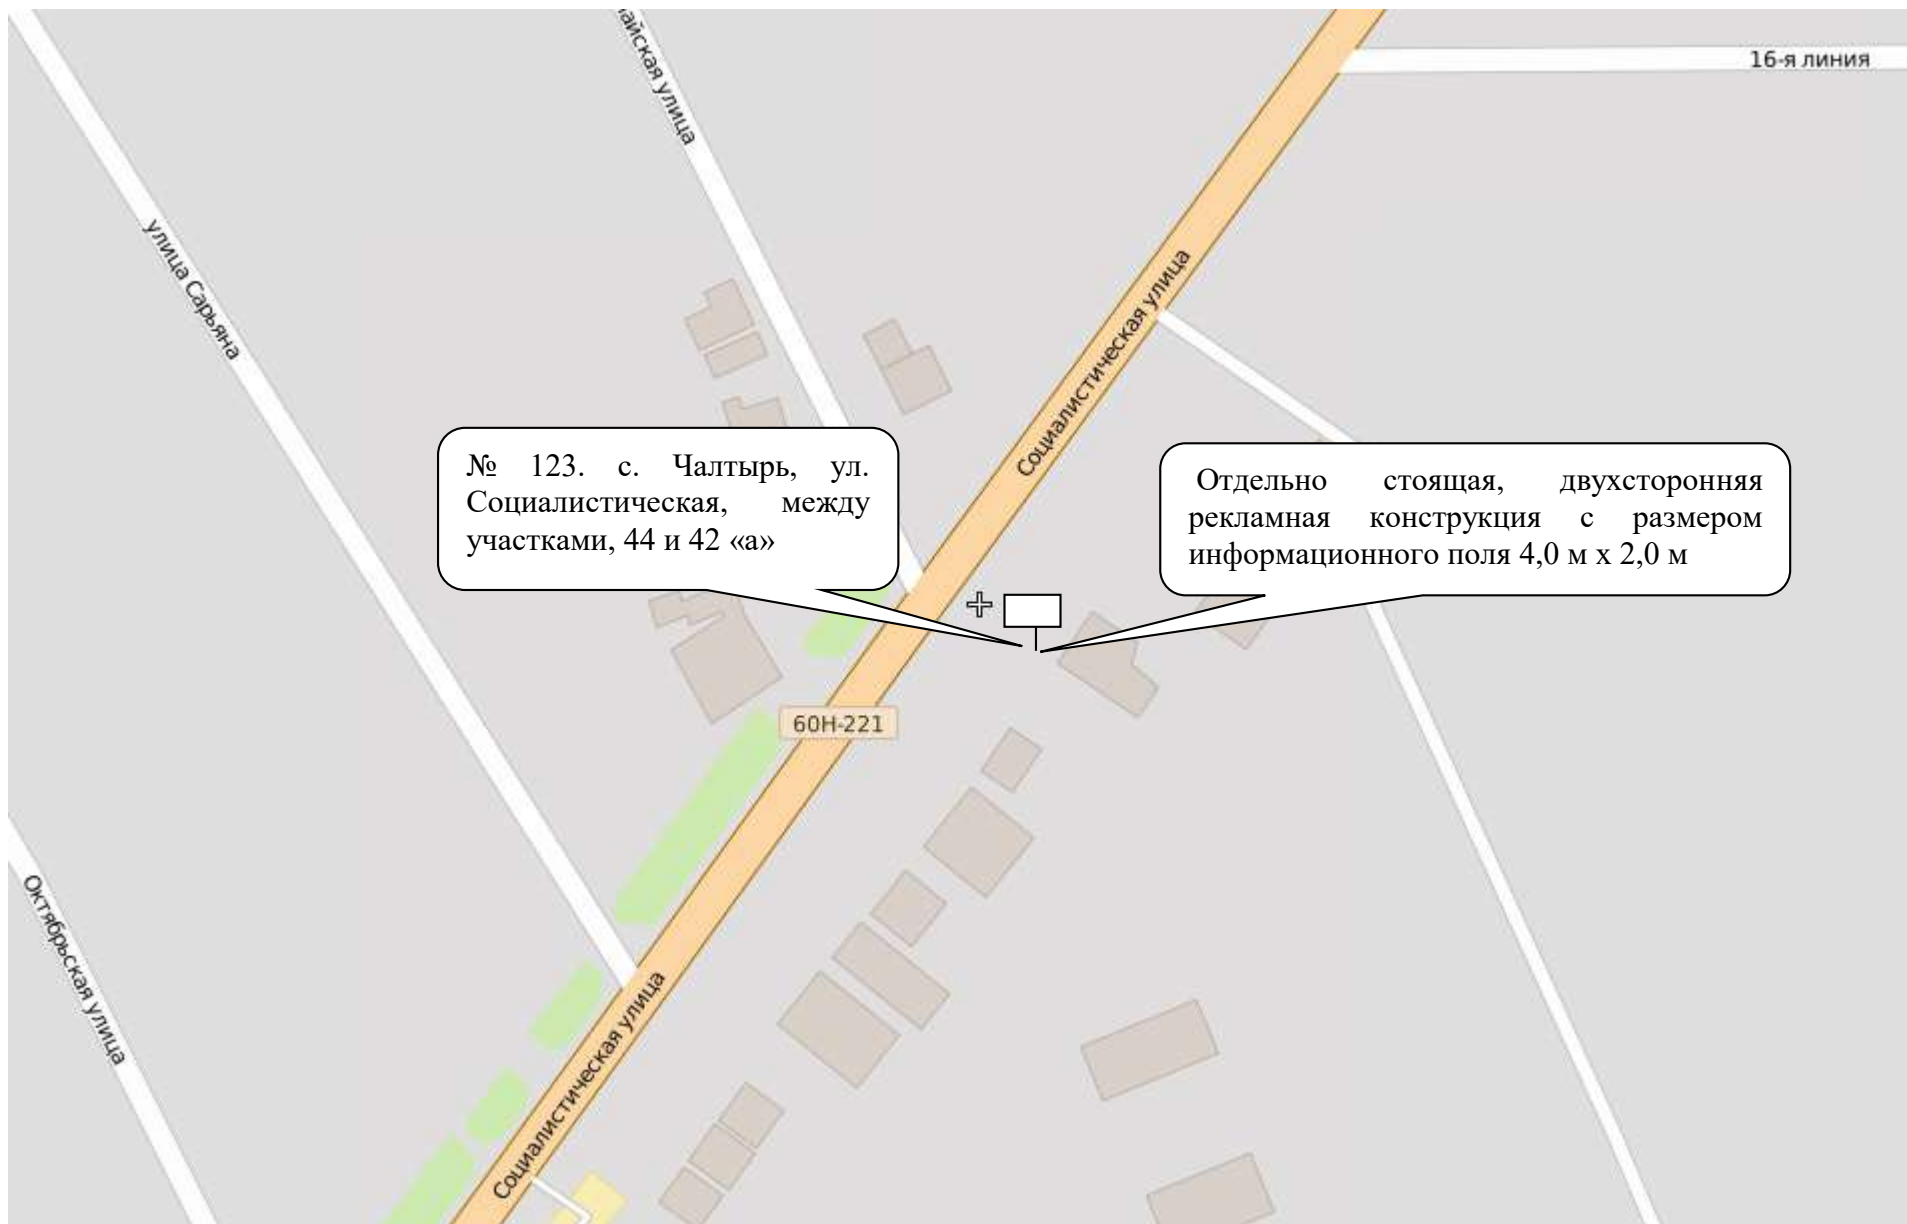 айская улица
16-я линия
улица Сарьяна
Социалистическая улица
№ 123. с. Чалтырь, ул.
Социалистическая, между
участками, 44 и 42 «а»
Отдельно стоящая, двухсторонняя
рекламная конструкция с размером
информационного поля 4,0 м х 2,0 м
60Н-221
Октябрьская улица
Социалистическая улица